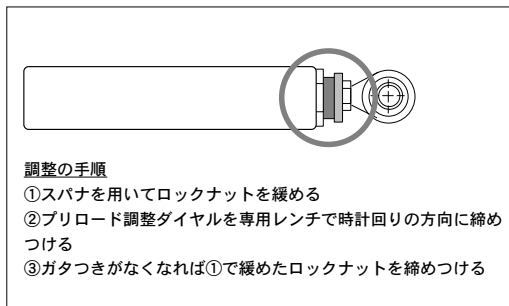 調整の手順
①スパナを用いてロックナットを緩める
②プリロード調整ダイヤルを専用レンチで時計回りの方向に締め
つける
③ガタつきがなくなれば①で緩めたロックナットを締めつける